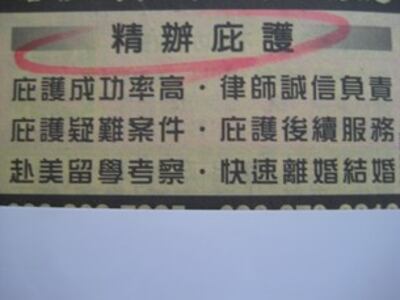 精辦庇護
庇護成功率高·律師誠信負責
庇護疑難案件·庇護後續服務
赴美留學考察·快速離婚結婚